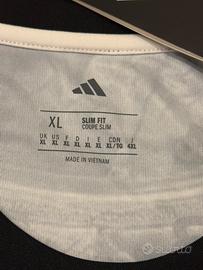 XL
SLIM FIT
COUPE SLIM
UK US F D E I CDN J
XL XL XL XL XL XL XL/TG 4XL
MADE IN VIETNAM
subito